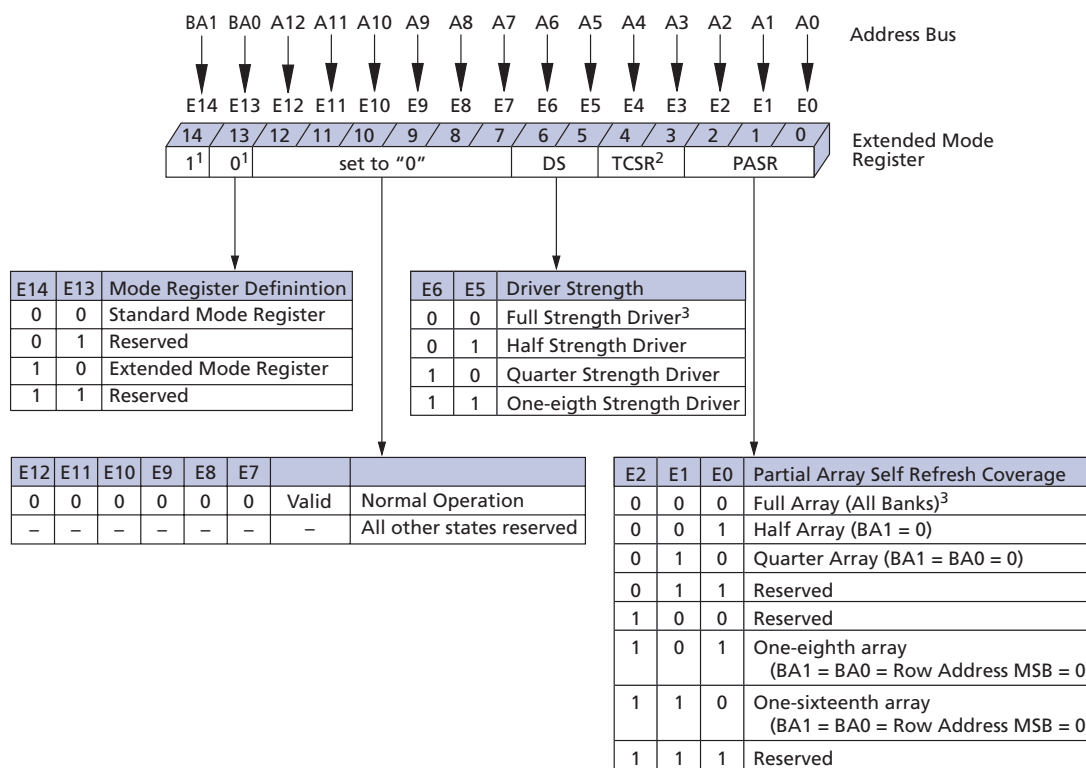 BA1 BA0 A12 A11 A10 A9 A8 A7 A6 A5 A4 A3 A2 A1 A0
Address Bus
E14 E13 E12 E11 E10 E9 E8 E7 E6 E5 E4 E3 E2 E1 E0
14 13 12 11 10 9 8 7 6 5 4 3 2 1 0
Extended Mode
Register
1¹ 0¹ set to “0” DS TCSR² PASR
E14 E13 Mode Register Definintion
0 0 Standard Mode Register
0 1 Reserved
1 0 Extended Mode Register
1 1 Reserved
E6 E5 Driver Strength
0 0 Full Strength Driver³
0 1 Half Strength Driver
1 0 Quarter Strength Driver
1 1 One-eigth Strength Driver
E12 E11 E10 E9 E8 E7
0 0 0 0 0 0 Valid Normal Operation
– – – – – – – All other states reserved
E2 E1 E0 Partial Array Self Refresh Coverage
0 0 0 Full Array (All Banks)³
0 0 1 Half Array (BA1 = 0)
0 1 0 Quarter Array (BA1 = BA0 = 0)
0 1 1 Reserved
1 0 0 Reserved
1 0 1 One-eighth array
(BA1 = BA0 = Row Address MSB = 0
1 1 0 One-sixteenth array
(BA1 = BA0 = Row Address MSB = 0
1 1 1 Reserved